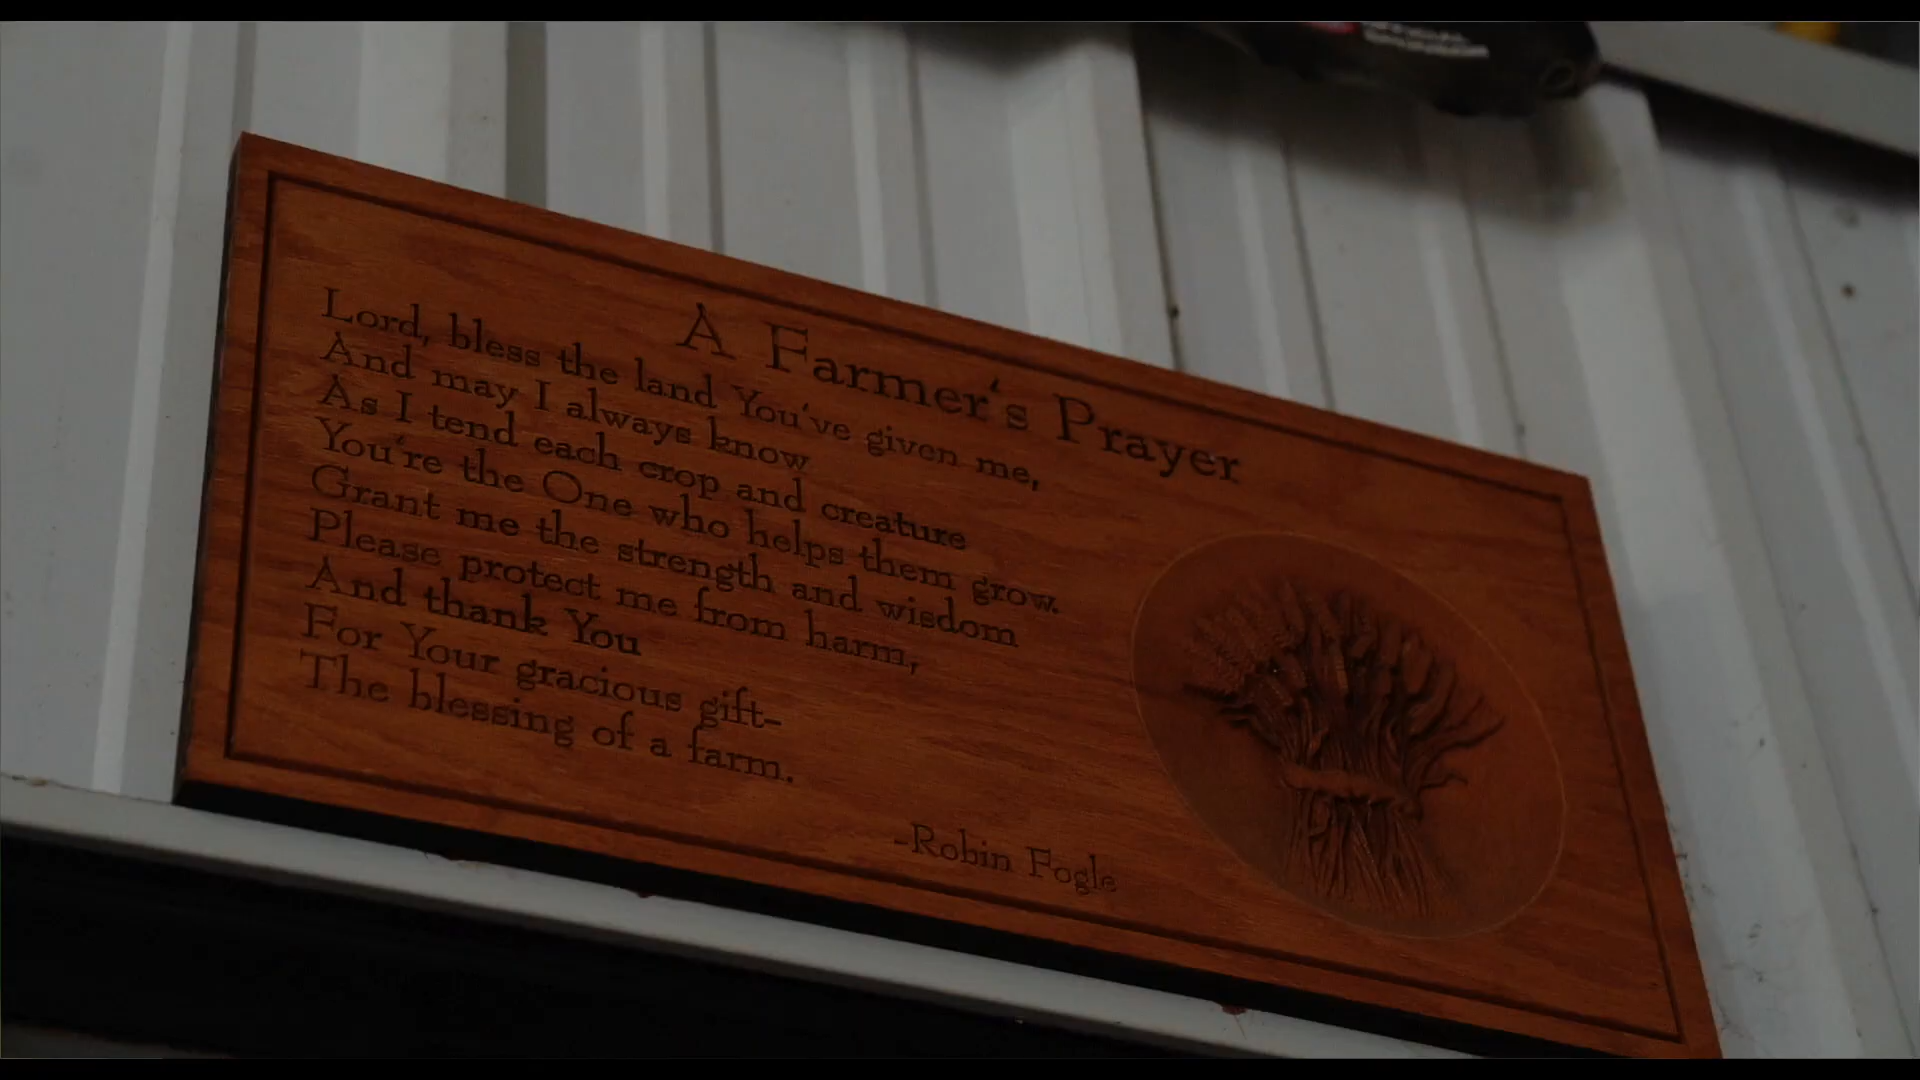 A Farmer's Prayer
Lord, bless the land You've given me,
And may I always know
As I tend each crop and creature
You're the One who helps them grow.
Grant me the strength and wisdom
Please protect me from harm,
And thank You
For Your gracious gift-
The blessing of a farm.
-Robin Fogle